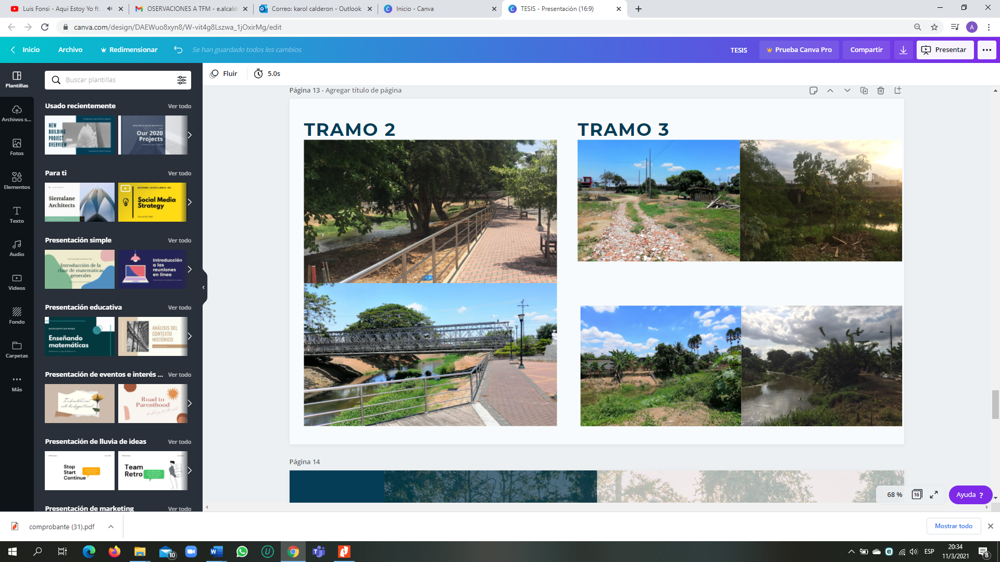 Luis Fonsi - Aqui Estoy Yo ft.
OSERVACIONES A TFM - e.alcald
Correo: karol calderon - Outlook
Inicio - Canva
TESIS - Presentación (16:9)
canva.com/design/DAEWuo8xyn8/W-vit4g8Lszwa_1jOxirMg/edit
A
Inicio
Archivo
Redimensionar
Se han guardado todos los cambios
TESIS
Prueba Canva Pro
Compartir
Presentar
Plantillas
Archivos s...
Fotos
Elementos
Texto
Audio
Videos
Fondo
Carpetas
Más
Buscar plantillas
Usado recientemente
Ver todo
NEW
BUILDING
PROJECT
OVERVIEW
Our 2020
Projects
Para ti
Ver todo
Sierralane
Architects
Social Media
Strategy
Presentación simple
Ver todo
Introducción de la
clase de matemáticas
generales
Introducción
a las
reuniones
en línea
Presentación educativa
Ver todo
Enseñando
matemáticas
ANÁLISIS DEL
CONTEXTO
HISTÓRICO
Presentación de eventos e interés ...
Ver todo
Road to
Parenthood
Presentación de lluvia de ideas
Ver todo
Stop
Start
Continue
Team
Retro
Presentación de marketing
Ver todo
Fluir
5.0s
Página 13 - Agregar título de página
TRAMO 2
TRAMO 3
Página 14
68 %
16
Ayuda ?
comprobante (31).pdf
Mostrar todo
10
ESP
20:34
11/3/2021
8